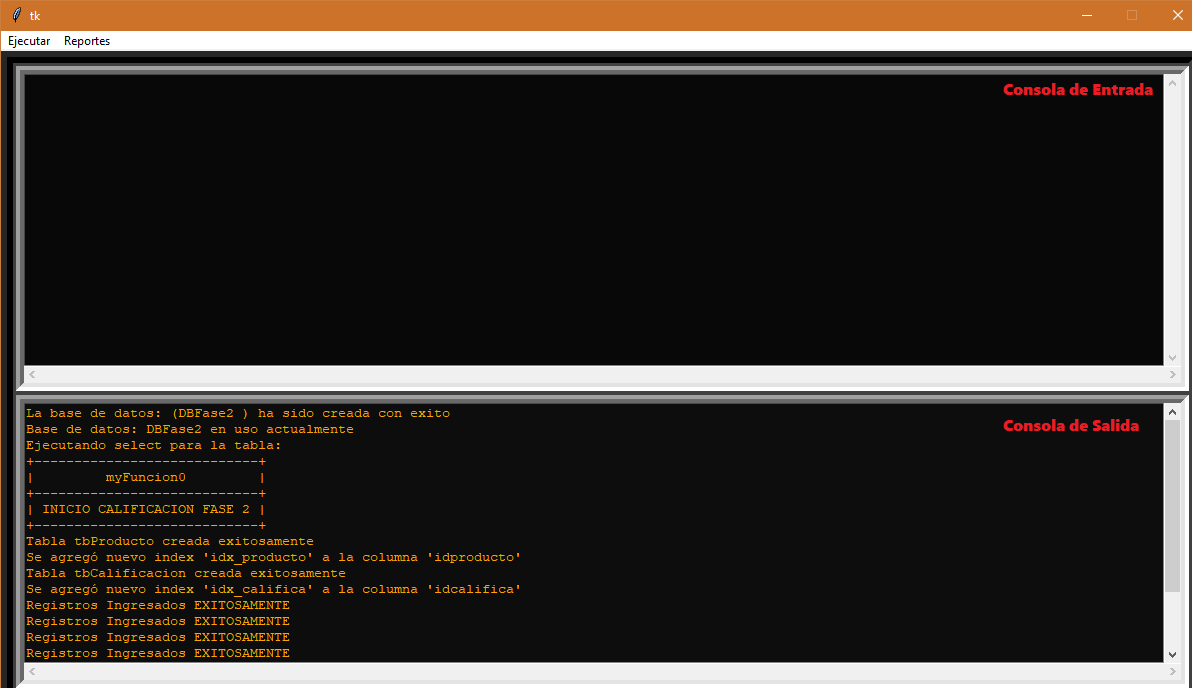 tk
Ejecutar Reportes
Consola de Entrada
La base de datos: (DBFase2 ) ha sido creada con exito
Base de datos: DBFase2 en uso actualmente
Consola de Salida
Ejecutando select para la tabla:
+----------------------------+
|         myFuncion0         |
+----------------------------+
| INICIO CALIFICACION FASE 2 |
+----------------------------+
Tabla tbProducto creada exitosamente
Se agregó nuevo index 'idx_producto' a la columna 'idproducto'
Tabla tbCalificacion creada exitosamente
Se agregó nuevo index 'idx_califica' a la columna 'idcalifica'
Registros Ingresados EXITOSAMENTE
Registros Ingresados EXITOSAMENTE
Registros Ingresados EXITOSAMENTE
Registros Ingresados EXITOSAMENTE